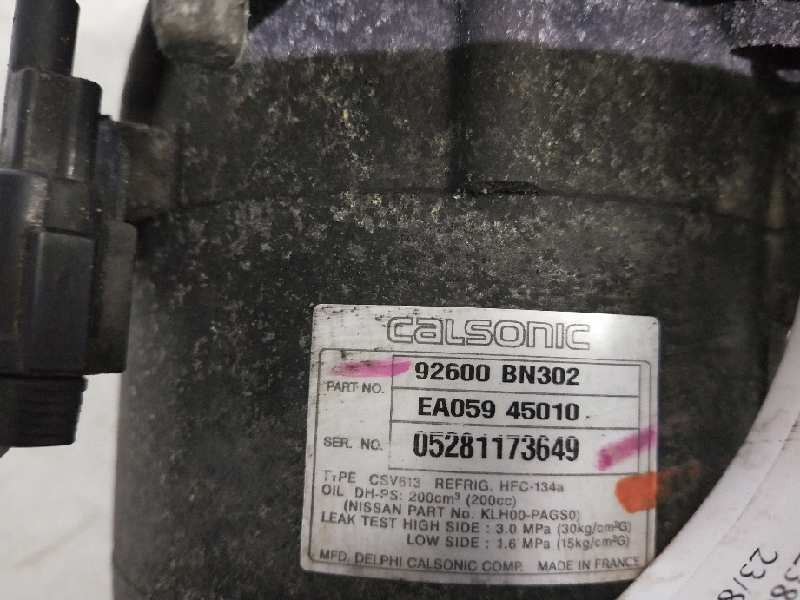 CALSONIC
PART NO. 92600 BN302
EA059 45010
SER. NO. 05281173649
TYPE CSV613 REFRIG. HFC-134a
OIL DH-PS: 200cm³ (200cc)
(NISSAN PART No. KLH00-PAGS0)
LEAK TEST HIGH SIDE : 3.0 MPa (30kg/cm²G)
LOW SIDE : 1.6 MPa (15kg/cm²G)
MFD. DELPHI CALSONIC COMP. MADE IN FRANCE
23/8